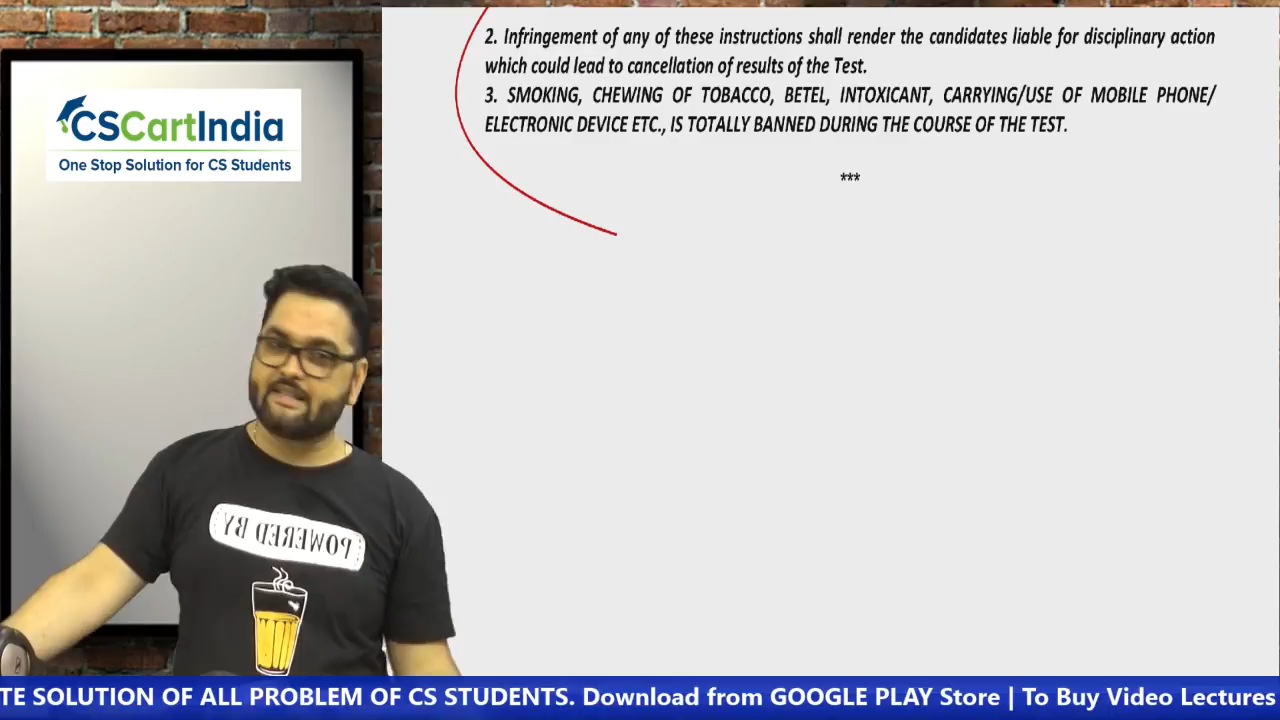 2. Infringement of any of these instructions shall render the candidates liable for disciplinary action
which could lead to cancellation of results of the Test.
3. SMOKING, CHEWING OF TOBACCO, BETEL, INTOXICANT, CARRYING/USE OF MOBILE PHONE/
ELECTRONIC DEVICE ETC., IS TOTALLY BANNED DURING THE COURSE OF THE TEST.
***
CSCartIndia
One Stop Solution for CS Students
POWERED BY
TE SOLUTION OF ALL PROBLEM OF CS STUDENTS. Download from GOOGLE PLAY Store | To Buy Video Lectures